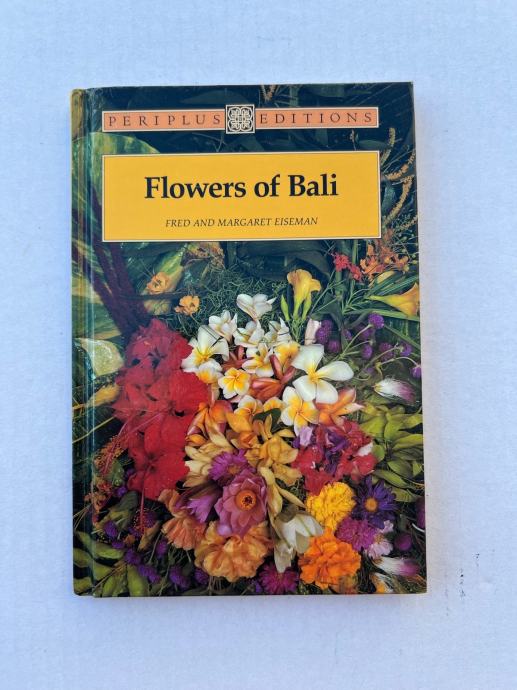 PERIPLUS EDITIONS
Flowers of Bali
FRED AND MARGARET EISEMAN